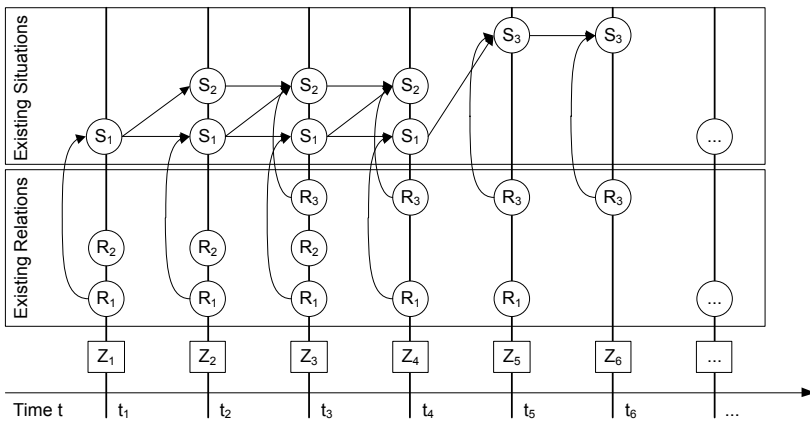 Existing Situations
S₃ S₃
S₂ S₂ S₂
S₁ S₁ S₁ S₁ ...
Existing Relations
R₃ R₃ R₃ R₃
R₂ R₂ R₂
R₁ R₁ R₁ R₁ R₁ ...
Z₁ Z₂ Z₃ Z₄ Z₅ Z₆ ...
Time t t₁ t₂ t₃ t₄ t₅ t₆ ...